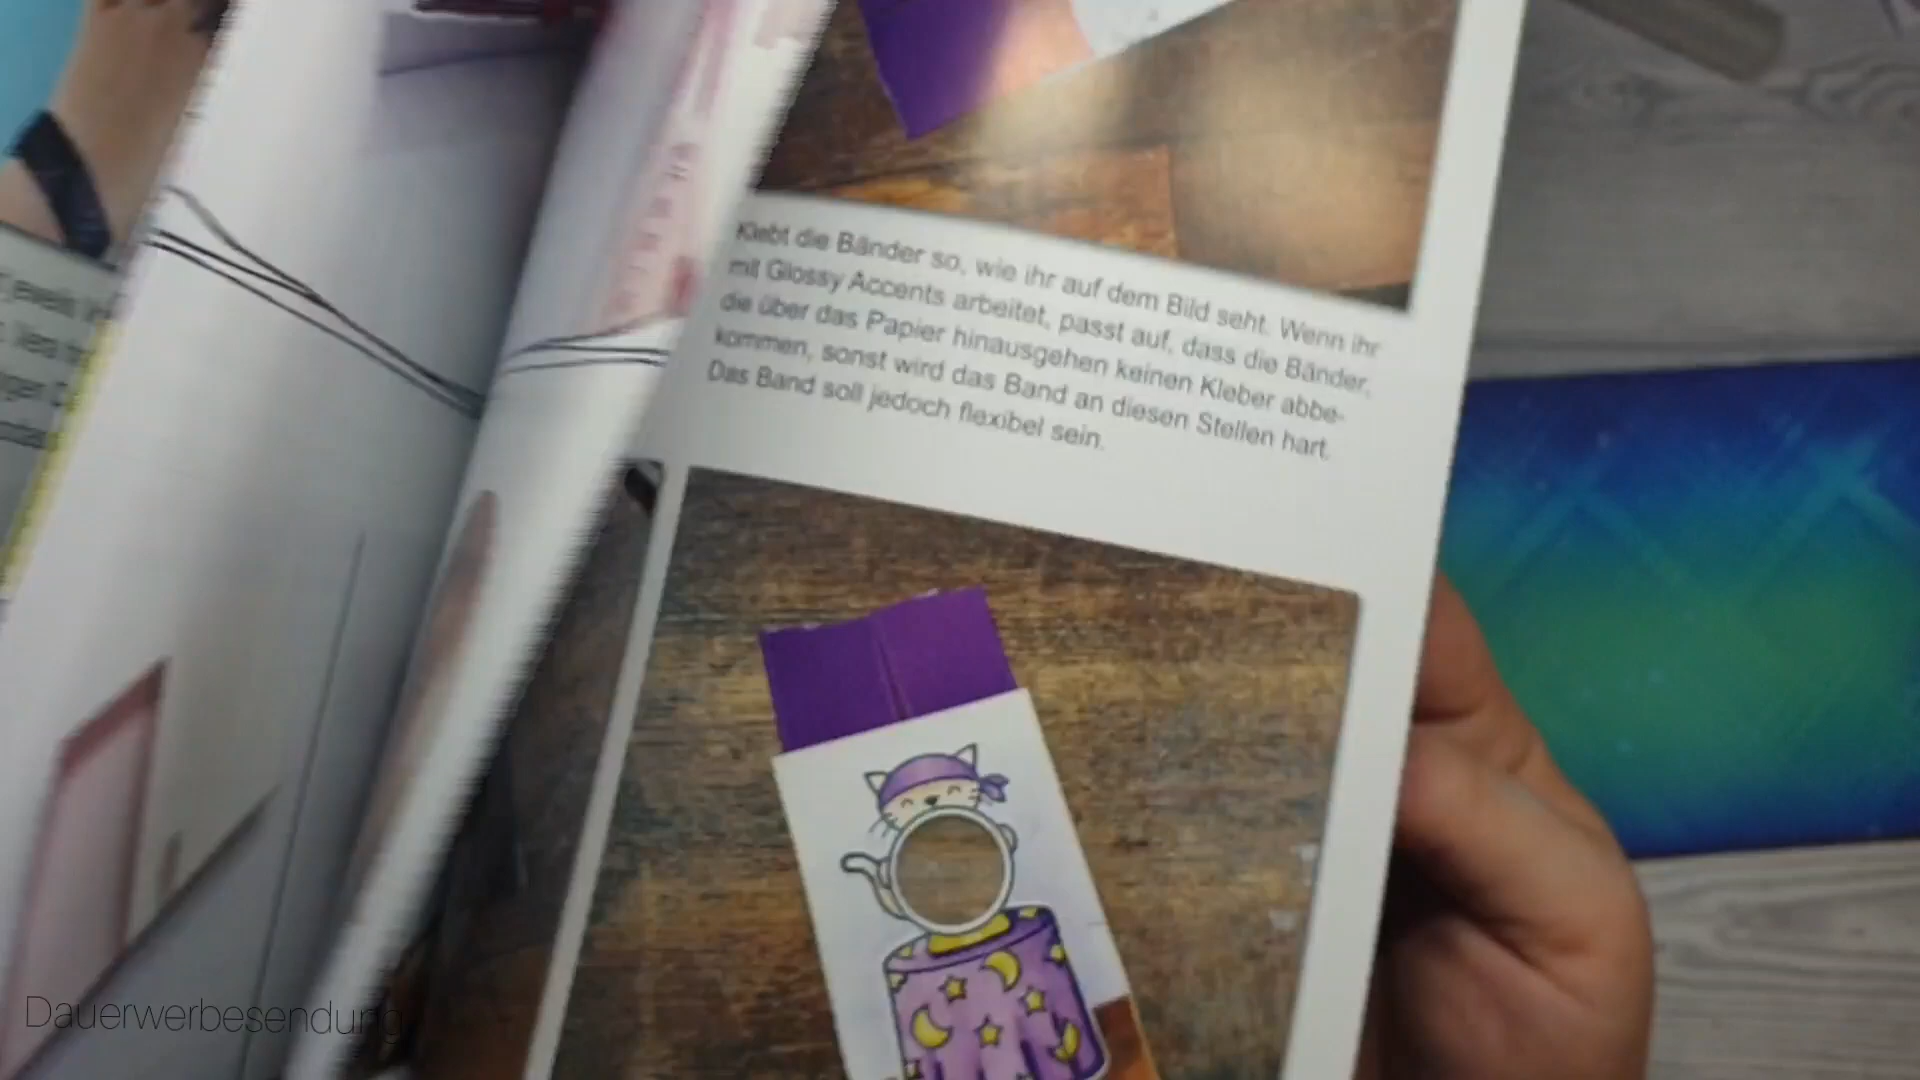 Klebt die Bänder so, wie ihr auf dem Bild seht. Wenn ihr
mit Glossy Accents arbeitet, passt auf, dass die Bänder,
die über das Papier hinausgehen keinen Kleber abbe-
kommen, sonst wird das Band an diesen Stellen hart.
Das Band soll jedoch flexibel sein.
Dauerwerbesendung